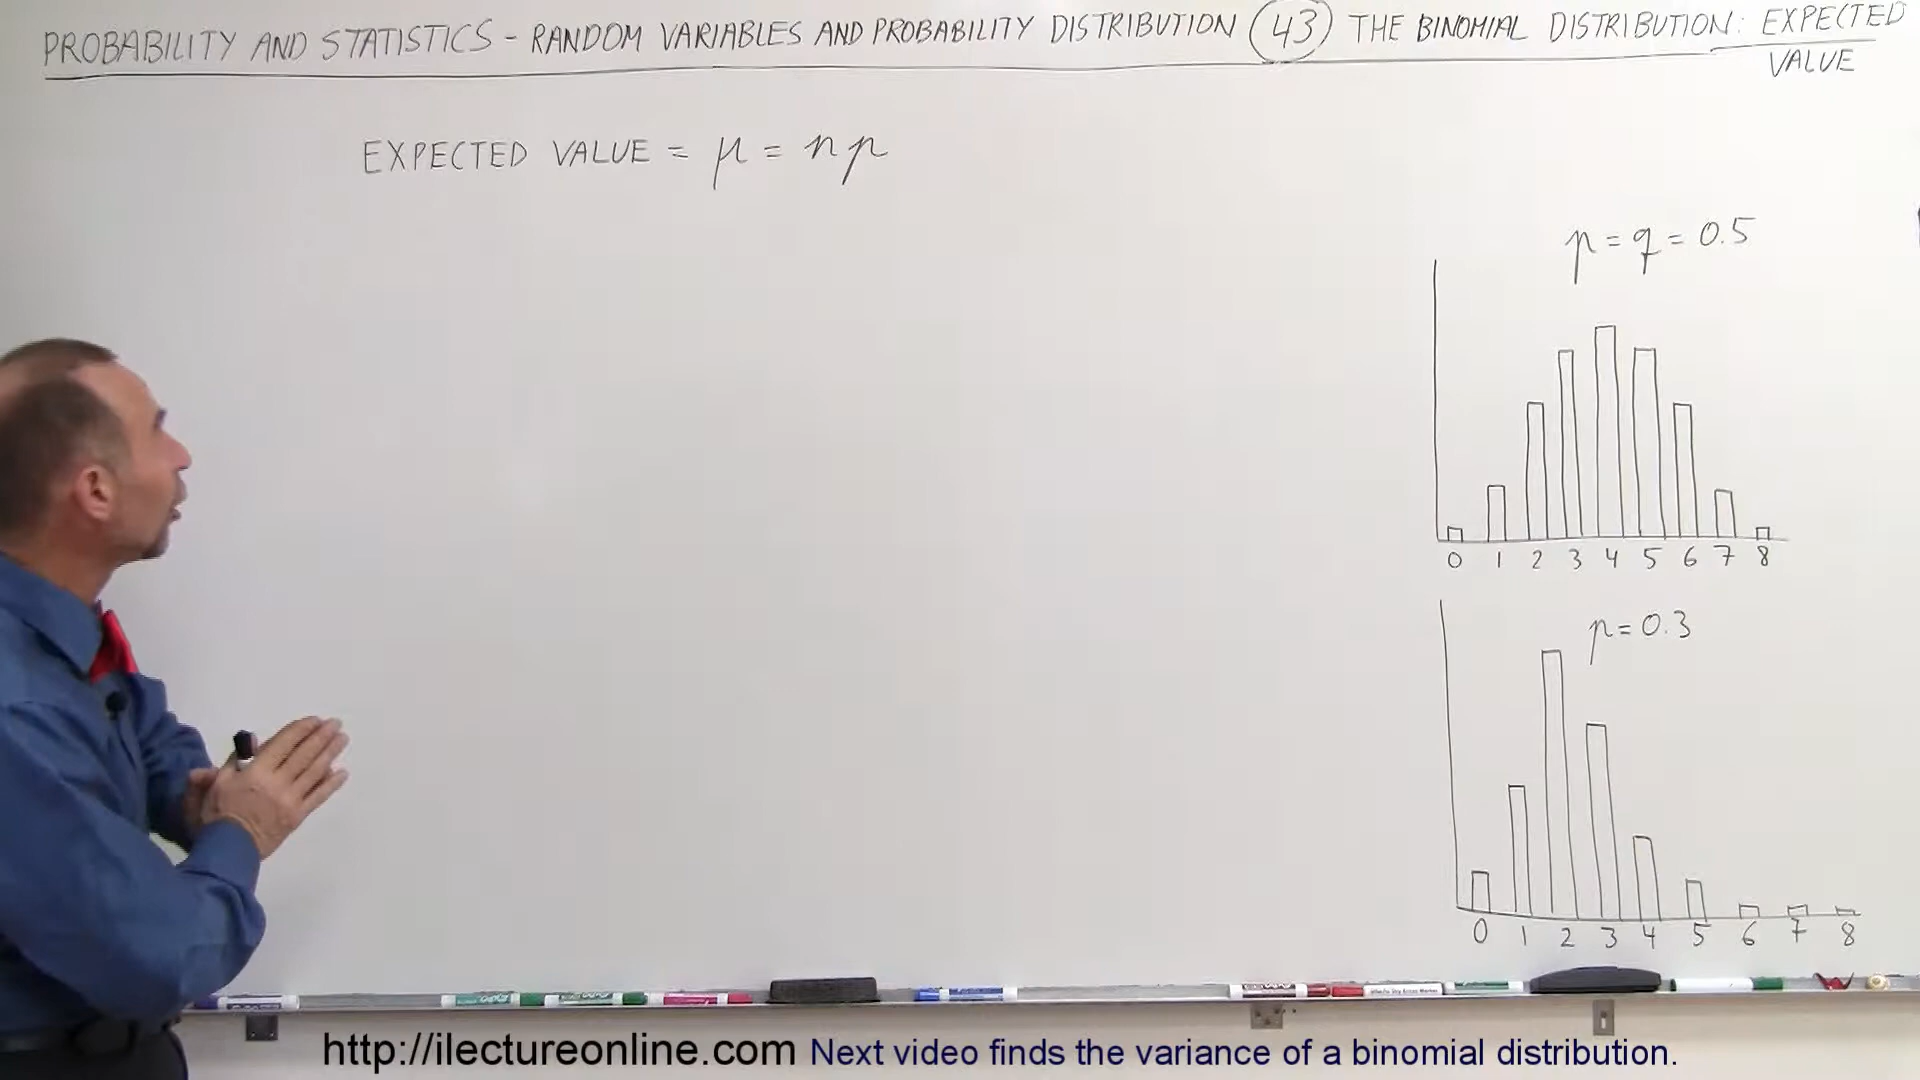 PROBABILITY AND STATISTICS - RANDOM VARIABLES AND PROBABILITY DISTRIBUTION 43 THE BINOMIAL DISTRIBUTION: EXPECTED
VALUE
EXPECTED VALUE = μ = np
p = q = 0.5
0 1 2 3 4 5 6 7 8
p = 0.3
0 1 2 3 4 5 6 7 8
http://ilectureonline.com Next video finds the variance of a binomial distribution.